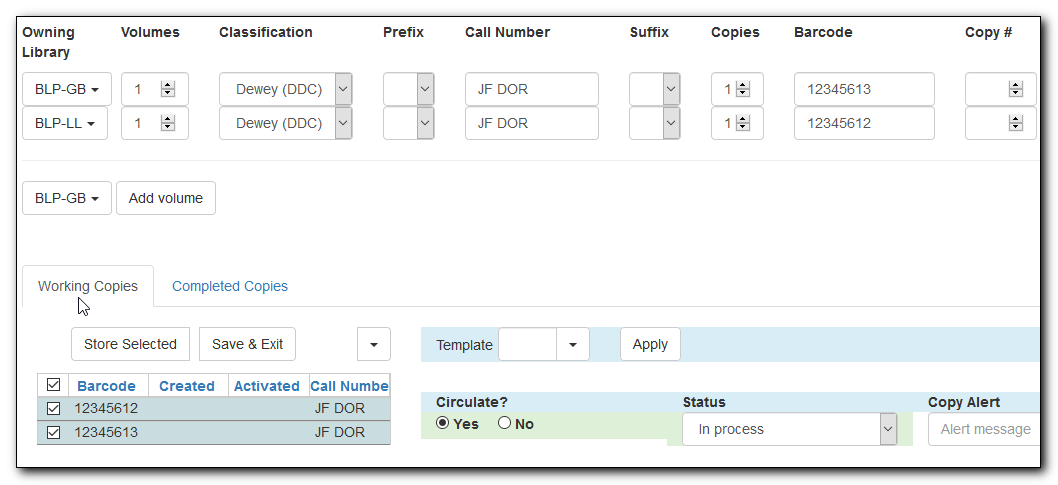 Owning Library Volumes Classification Prefix Call Number Suffix Copies Barcode Copy #
BLP-GB 1 Dewey (DDC) JF DOR 1 12345613
BLP-LL 1 Dewey (DDC) JF DOR 1 12345612
BLP-GB Add volume
Working Copies Completed Copies
Store Selected Save & Exit Template Apply
Barcode Created Activated Call Numbe Circulate? Status Copy Alert
12345612 JF DOR Yes No In process Alert message
12345613 JF DOR